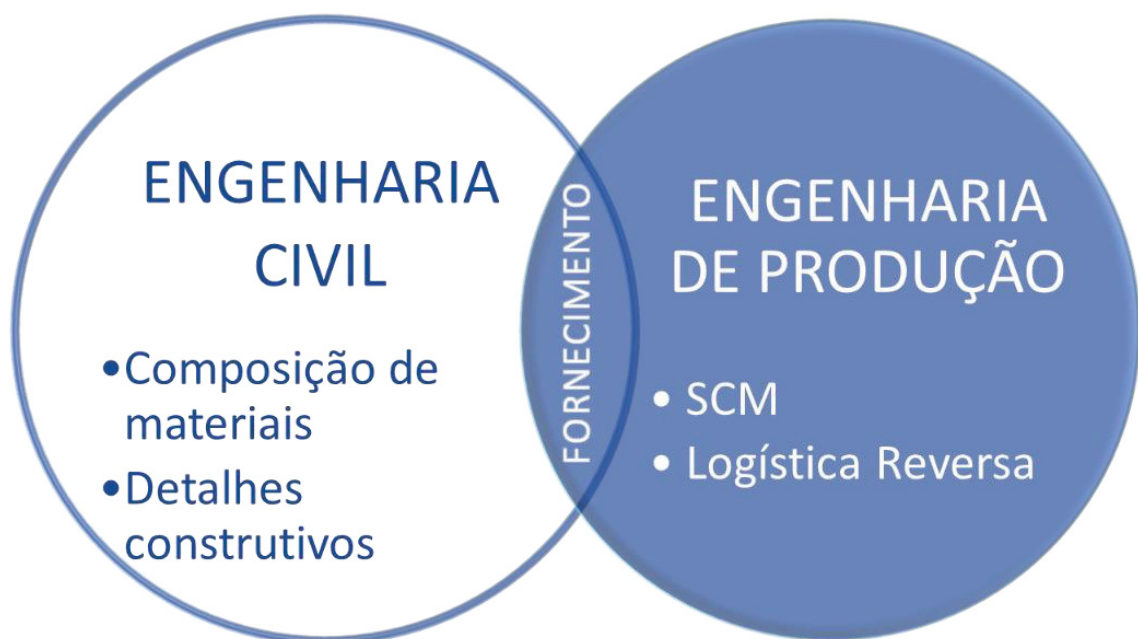 ENGENHARIA
CIVIL
•Composição de
materiais
•Detalhes
construtivos
FORNECIMENTO
ENGENHARIA
DE PRODUÇÃO
• SCM
• Logística Reversa